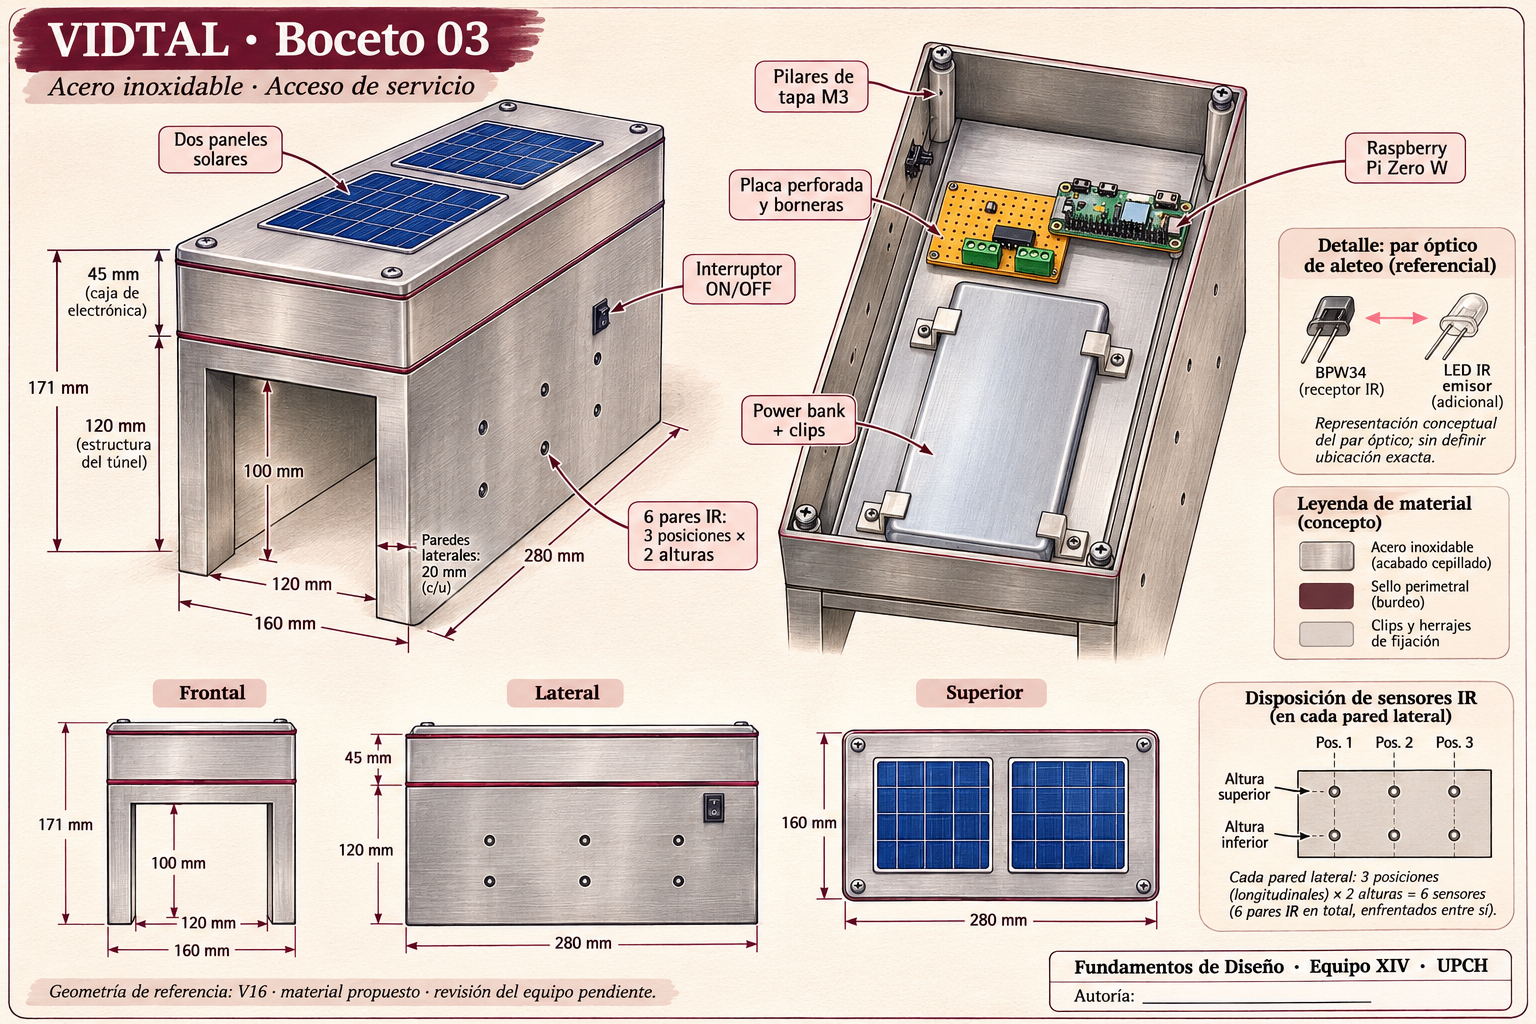 VIDTAL · Boceto 03
Acero inoxidable · Acceso de servicio
Dos paneles
solares
45 mm
(caja de
electrónica)
171 mm
120 mm
(estructura
del túnel)
100 mm
120 mm
160 mm
Paredes
laterales:
20 mm
(c/u)
280 mm
Interruptor
ON/OFF
6 pares IR:
3 posiciones ×
2 alturas
Pilares de
tapa M3
Placa perforada
y borneras
Power bank
+ clips
Raspberry
Pi Zero W
Detalle: par óptico
de aleteo (referencial)
BPW34
(receptor IR)
LED IR
emisor
(adicional)
Representación conceptual
del par óptico; sin definir
ubicación exacta.
Leyenda de material
(concepto)
Acero inoxidable
(acabado cepillado)
Sello perimetral
(burdeo)
Clips y herrajes
de fijación
Frontal
171 mm
100 mm
120 mm
160 mm
Lateral
45 mm
120 mm
280 mm
Superior
160 mm
280 mm
Disposición de sensores IR
(en cada pared lateral)
Pos. 1 Pos. 2 Pos. 3
Altura
superior
Altura
inferior
Cada pared lateral: 3 posiciones
(longitudinales) × 2 alturas = 6 sensores
(6 pares IR en total, enfrentados entre sí).
Geometría de referencia: V16 · material propuesto · revisión del equipo pendiente.
Fundamentos de Diseño · Equipo XIV · UPCH
Autoría: